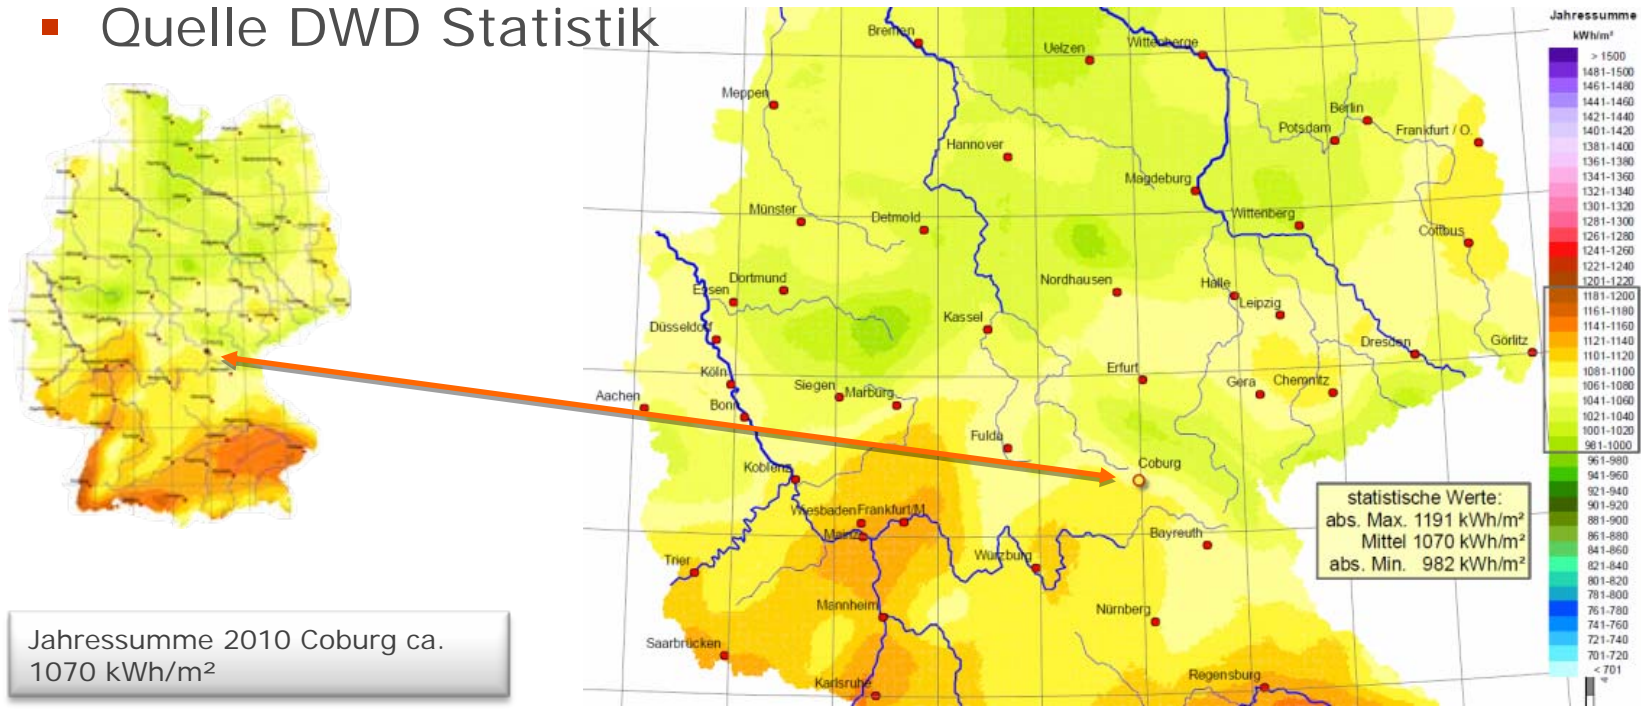 ▪ Quelle DWD Statistik
Bremen
Uelzen
Wittenberge
Meppen
Berlin
Potsdam
Frankfurt / O.
Hannover
Magdeburg
Münster
Detmold
Wittenberg
Cottbus
Dortmund
Essen
Nordhausen
Halle
Leipzig
Düsseldorf
Kassel
Dresden
Görlitz
Köln
Erfurt
Siegen
Marburg
Gera
Chemnitz
Aachen
Bonn
Fulda
Koblenz
Coburg
Wiesbaden
Frankfurt/M.
Mainz
Bayreuth
Trier
Würzburg
Mannheim
Nürnberg
Saarbrücken
Karlsruhe
Regensburg
Jahressumme
kWh/m²
> 1500
1481-1500
1461-1480
1441-1460
1421-1440
1401-1420
1381-1400
1361-1380
1341-1360
1321-1340
1301-1320
1281-1300
1261-1280
1241-1260
1221-1240
1201-1220
1181-1200
1161-1180
1141-1160
1121-1140
1101-1120
1081-1100
1061-1080
1041-1060
1021-1040
1001-1020
981-1000
961-980
941-960
921-940
901-920
881-900
861-880
841-860
821-840
801-820
781-800
761-780
741-760
721-740
701-720
< 701
statistische Werte:
abs. Max. 1191 kWh/m²
Mittel 1070 kWh/m²
abs. Min. 982 kWh/m²
Jahressumme 2010 Coburg ca.
1070 kWh/m²